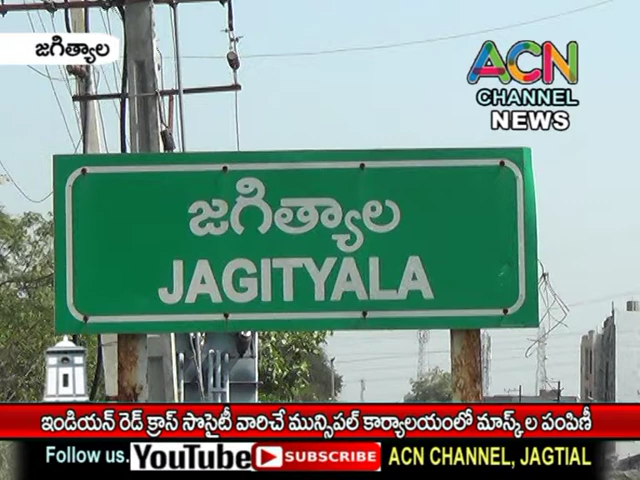 జగిత్యాల
ACN
CHANNEL
NEWS
జగిత్యాల
JAGITYALA
ఇండియన్ రెడ్ క్రాస్ సొసైటీ వారిచే మున్సిపల్ కార్యాలయంలో మాస్క్ ల పంపిణీ
Follow us. YouTube SUBSCRIBE ACN CHANNEL, JAGTIAL